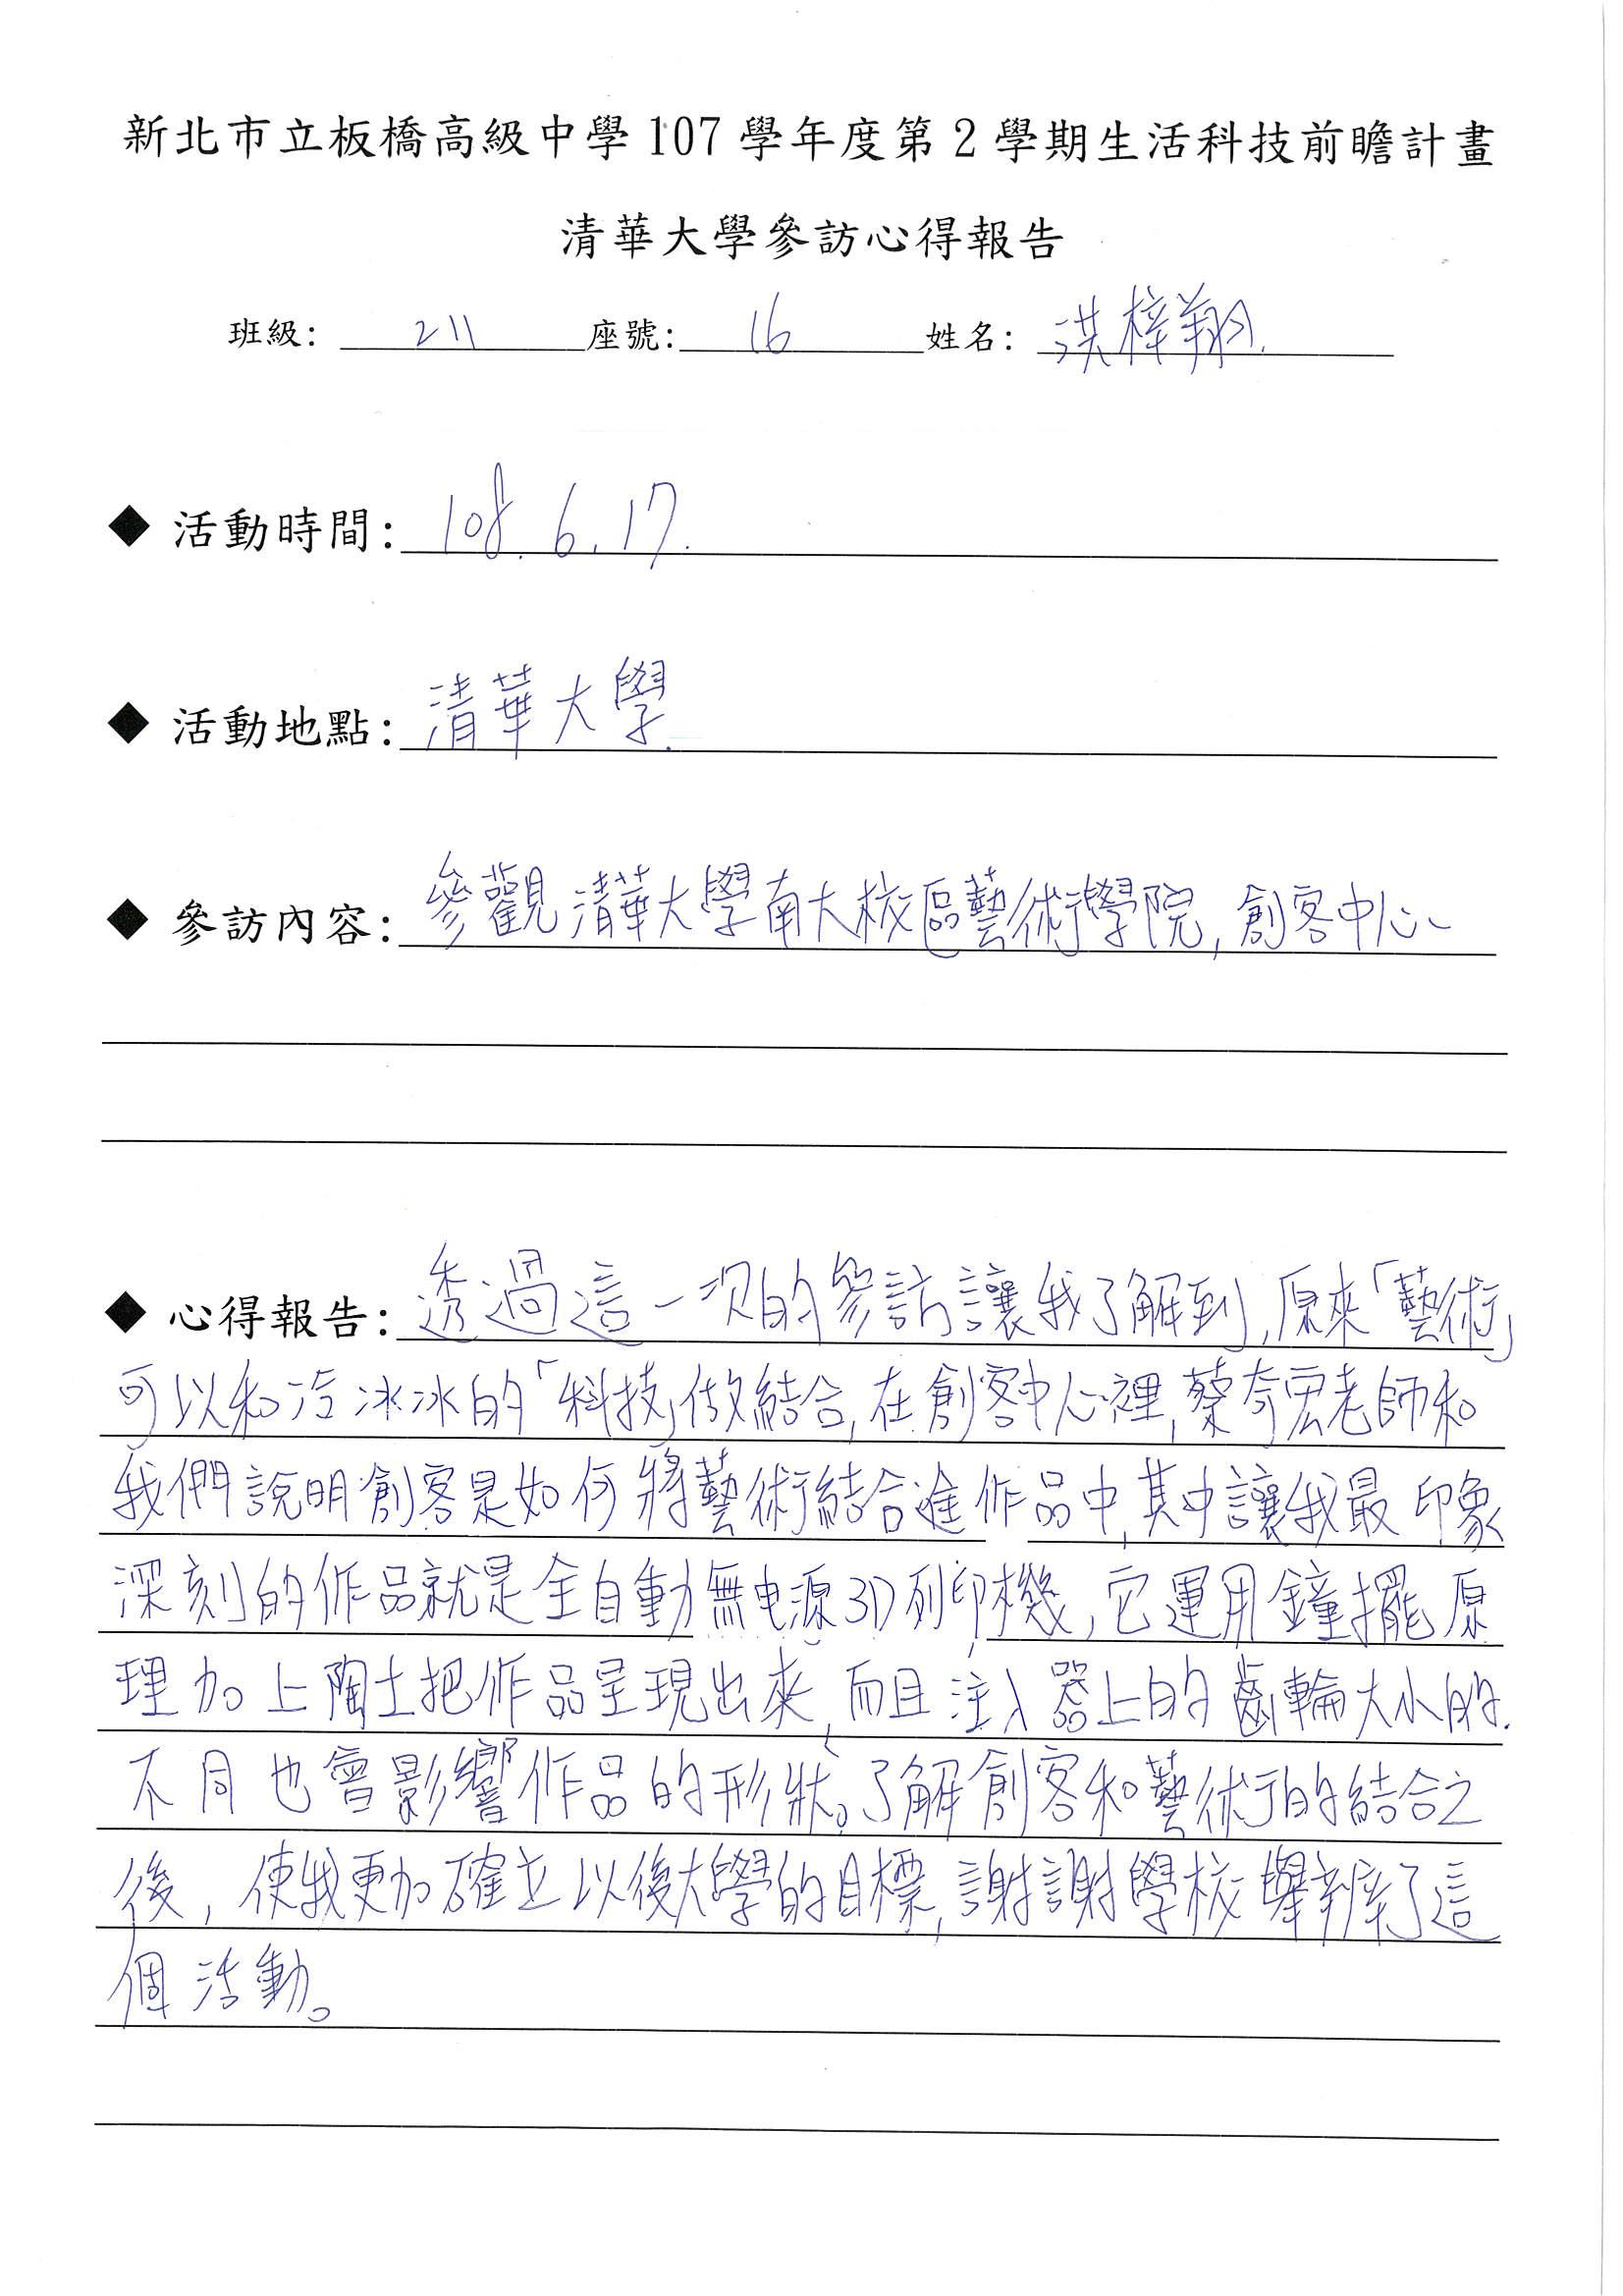 新北市立板橋高級中學 107 學年度第 2 學期生活科技前瞻計畫
清華大學參訪心得報告
班級: 211 座號: 16 姓名: 洪梓翔.
◆ 活動時間: 108.6.17.
◆ 活動地點: 清華大學.
◆ 參訪內容: 參觀清華大學南大校區藝術學院,創客中心
◆ 心得報告: 透過這一次的參訪讓我了解到,原來「藝術」
可以和冷冰冰的「科技」做結合,在創客中心裡,蔡奇宏老師和
我們說明創客是如何將藝術結合進作品中,其中讓我最印象
深刻的作品就是全自動無电源3D列印機,它運用鐘擺原
理加上陶土把作品呈現出來,而且注入器上的齒輪大小的
不同也會影響作品的形狀。了解創客和藝術的結合之
後,使我更加確立以後大學的目標,謝謝學校舉辦了這
個活動。